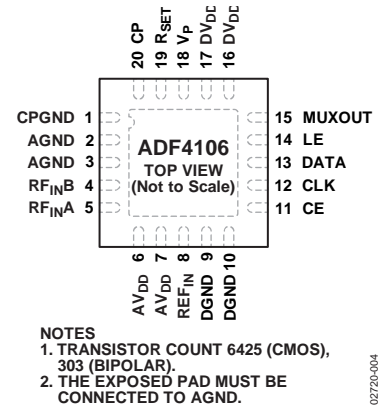 20 CP
19 RSET
18 VP
17 DVDD
16 DVDD
CPGND 1
AGND 2
AGND 3
RFINB 4
RFINA 5
ADF4106
TOP VIEW
(Not to Scale)
15 MUXOUT
14 LE
13 DATA
12 CLK
11 CE
AVDD 6
AVDD 7
REFIN 8
DGND 9
DGND 10
NOTES
1. TRANSISTOR COUNT 6425 (CMOS),
303 (BIPOLAR).
2. THE EXPOSED PAD MUST BE
CONNECTED TO AGND.
02720-004